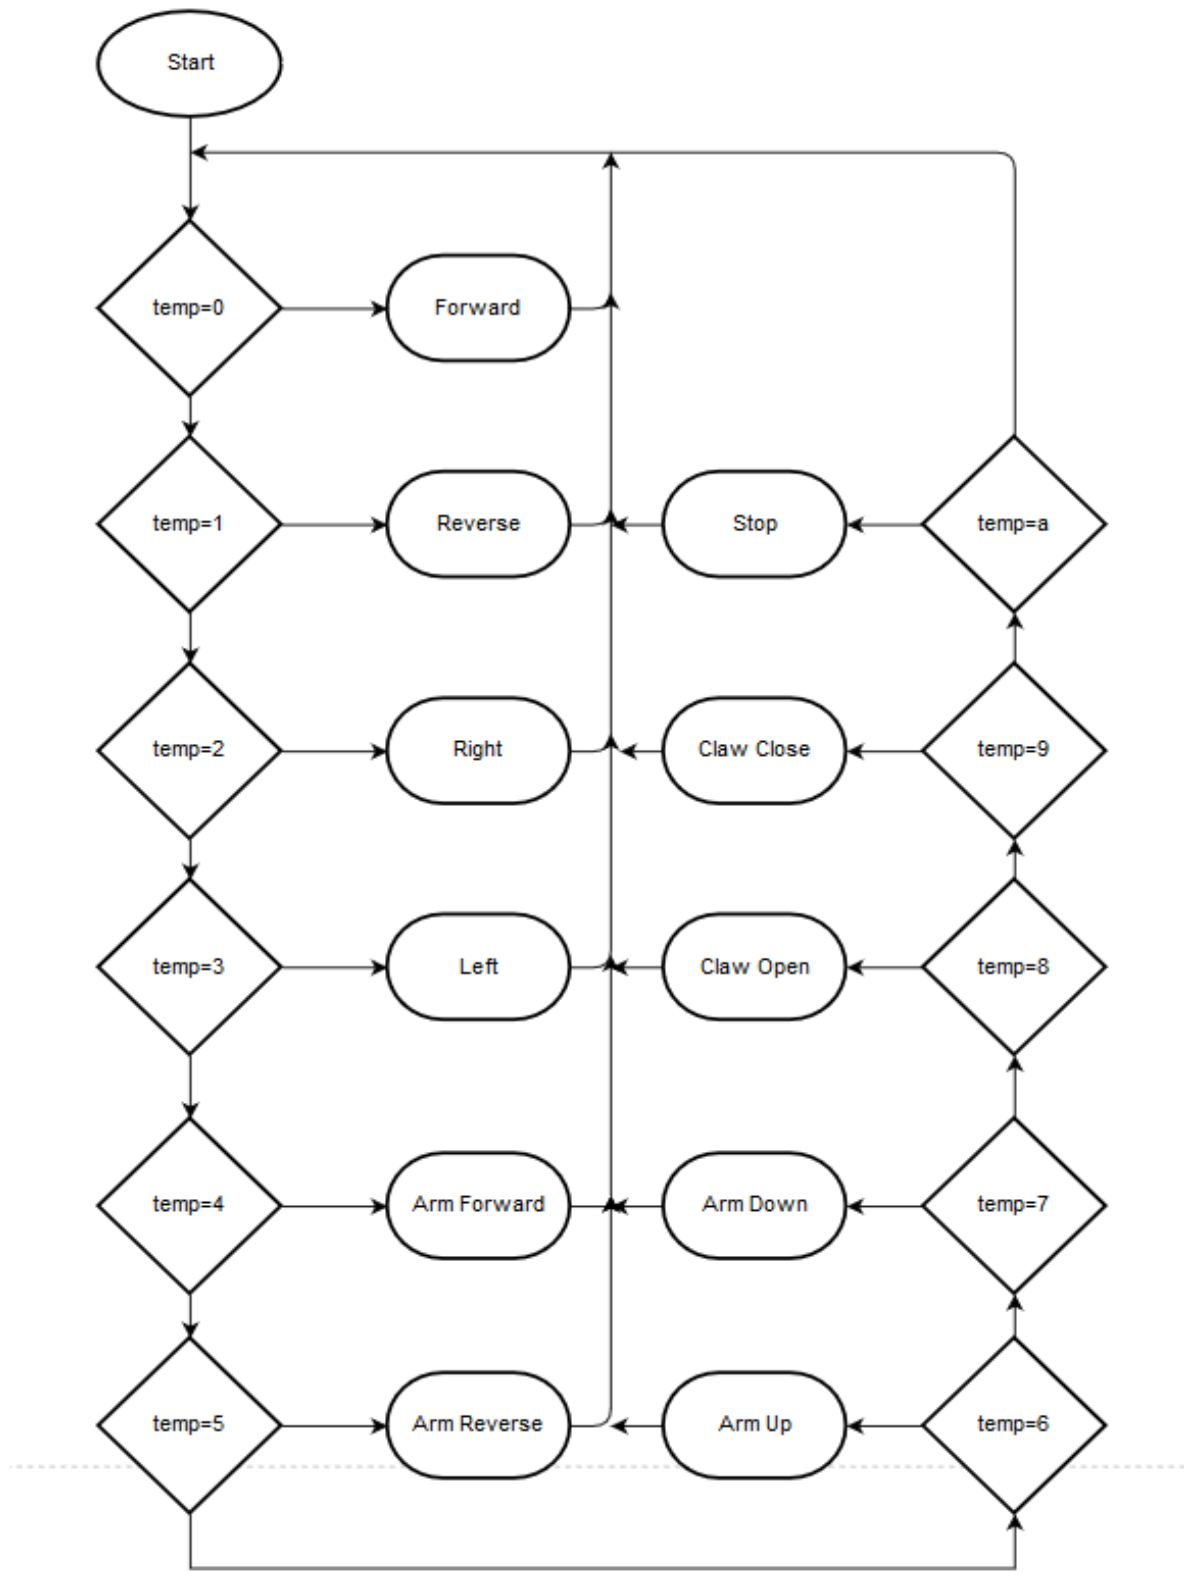 Start
temp=0
Forward
temp=1
Reverse
Stop
temp=a
temp=2
Right
Claw Close
temp=9
temp=3
Left
Claw Open
temp=8
temp=4
Arm Forward
Arm Down
temp=7
temp=5
Arm Reverse
Arm Up
temp=6